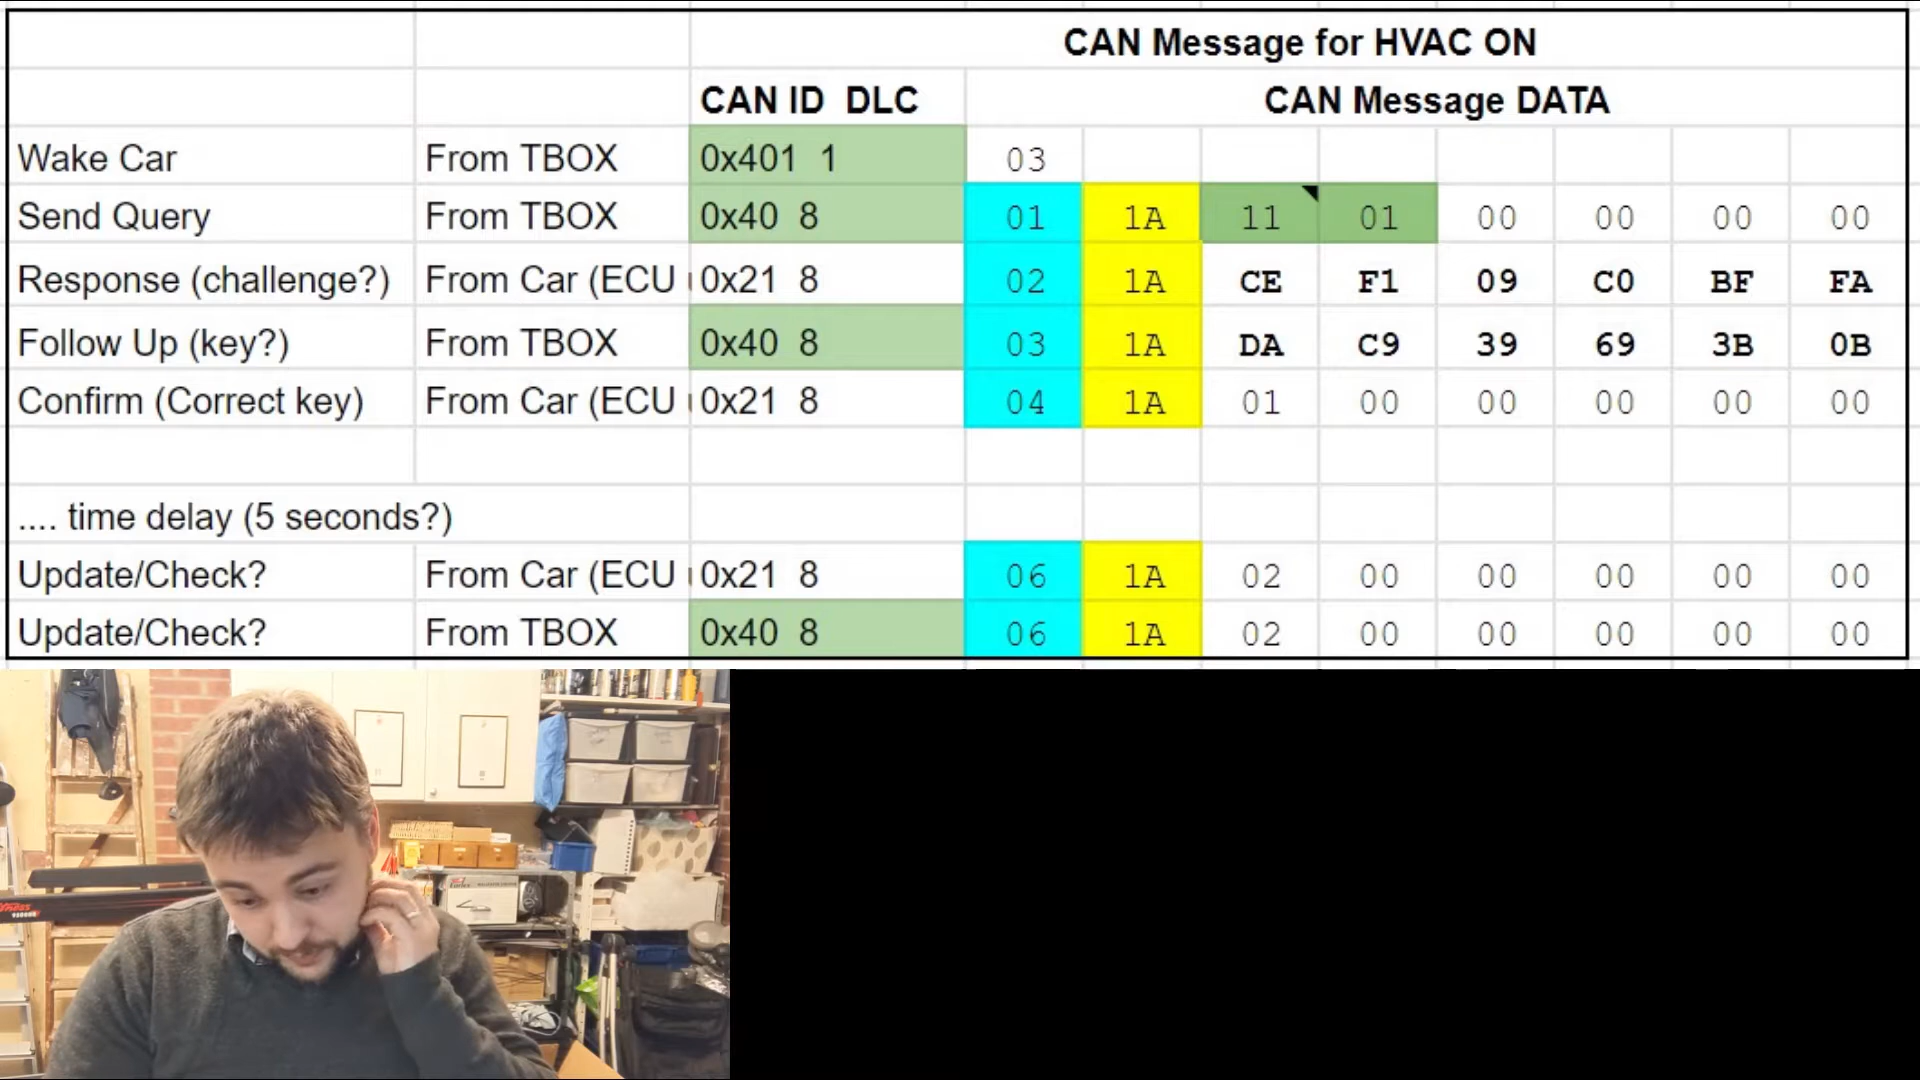 CAN Message for HVAC ON
CAN ID DLC CAN Message DATA
Wake Car From TBOX 0x401 1 03
Send Query From TBOX 0x40 8 01 1A 11 01 00 00 00 00
Response (challenge?) From Car (ECU 0x21 8 02 1A CE F1 09 C0 BF FA
Follow Up (key?) From TBOX 0x40 8 03 1A DA C9 39 69 3B 0B
Confirm (Correct key) From Car (ECU 0x21 8 04 1A 01 00 00 00 00 00
.... time delay (5 seconds?)
Update/Check? From Car (ECU 0x21 8 06 1A 02 00 00 00 00 00
Update/Check? From TBOX 0x40 8 06 1A 02 00 00 00 00 00